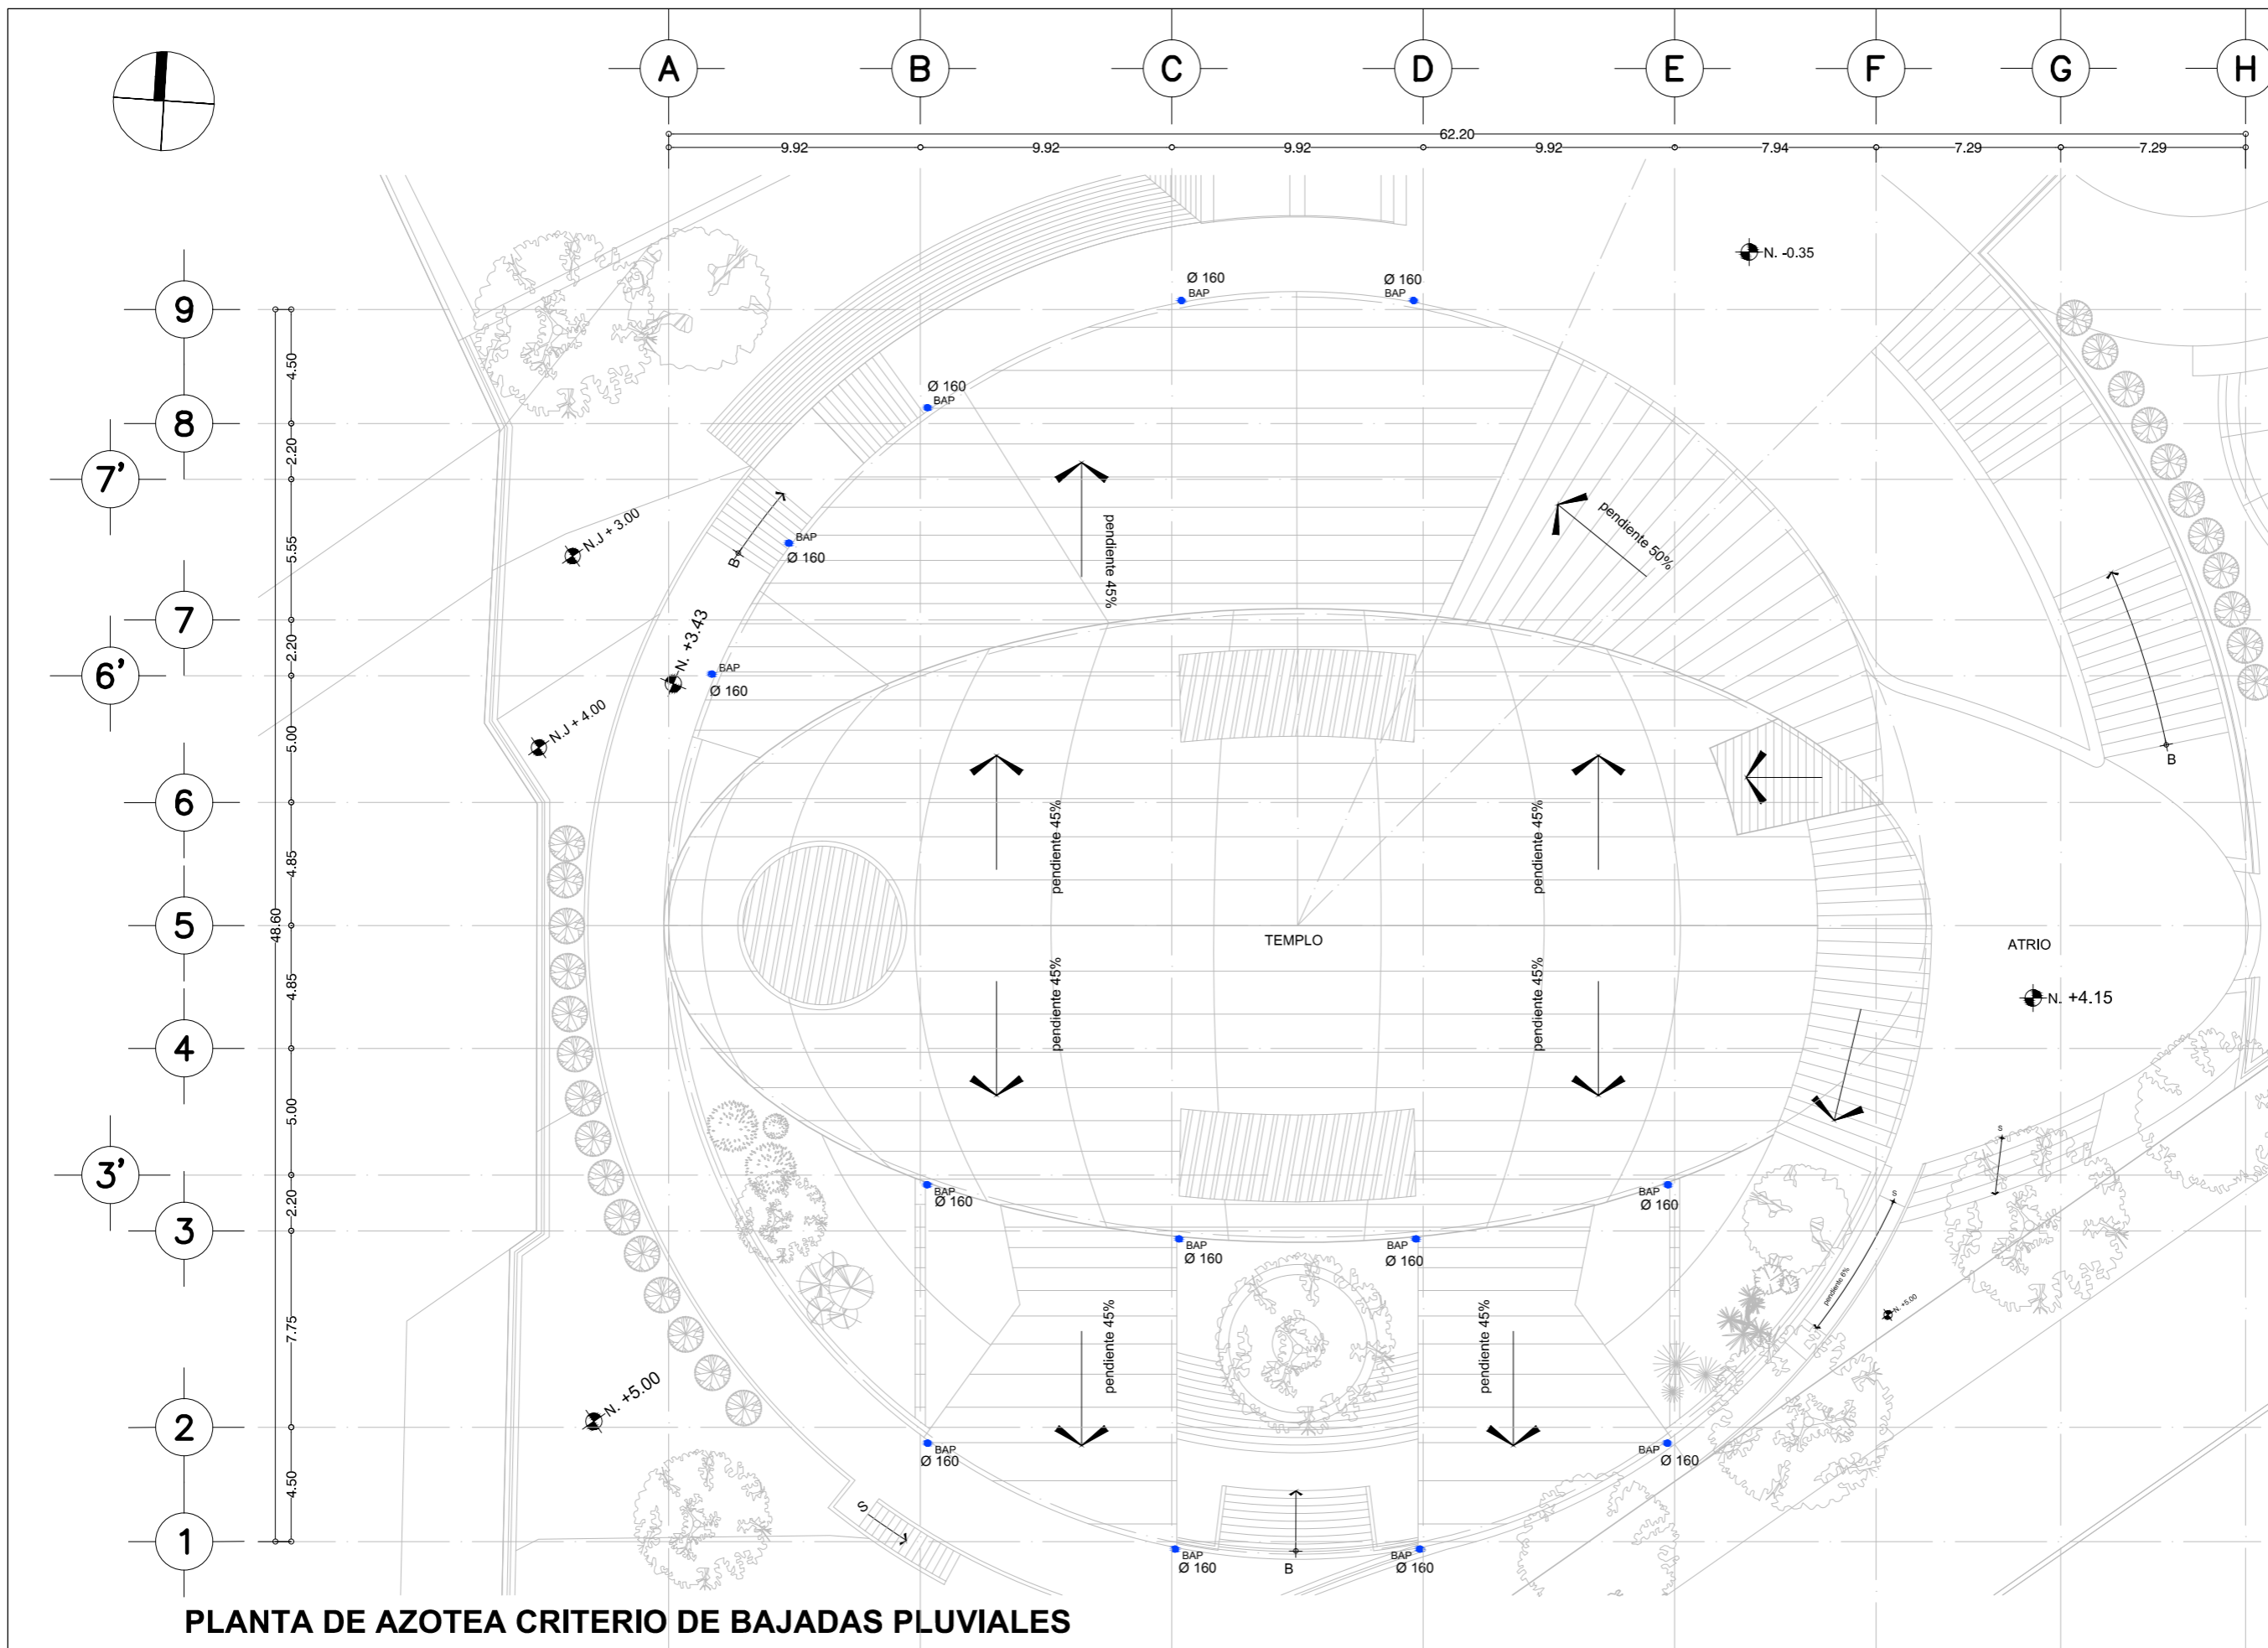 A B C D E F G H
62.20
9.92 9.92 9.92 9.92 7.94 7.29 7.29
N. -0.35
Ø 160
BAP
Ø 160
BAP
9
4.50
Ø 160
BAP
8
2.20
7'
pendiente 45%
pendiente 50%
N.J + 3.00
BAP
Ø 160
B
5.55
7
N. +3.43
2.20
6'
BAP
Ø 160
N.J + 4.00
5.00
B
6
pendiente 45%
pendiente 45%
4.85
5
48.60
TEMPLO
ATRIO
N. +4.15
4.85
pendiente 45%
pendiente 45%
4
5.00
S
3'
BAP
Ø 160
BAP
Ø 160
S
2.20
3
BAP
Ø 160
BAP
Ø 160
pendiente 6%
N. +5.00
7.75
pendiente 45%
pendiente 45%
N. +5.00
2
BAP
Ø 160
BAP
Ø 160
4.50
S
1
BAP
Ø 160
B
BAP
Ø 160
PLANTA DE AZOTEA CRITERIO DE BAJADAS PLUVIALES